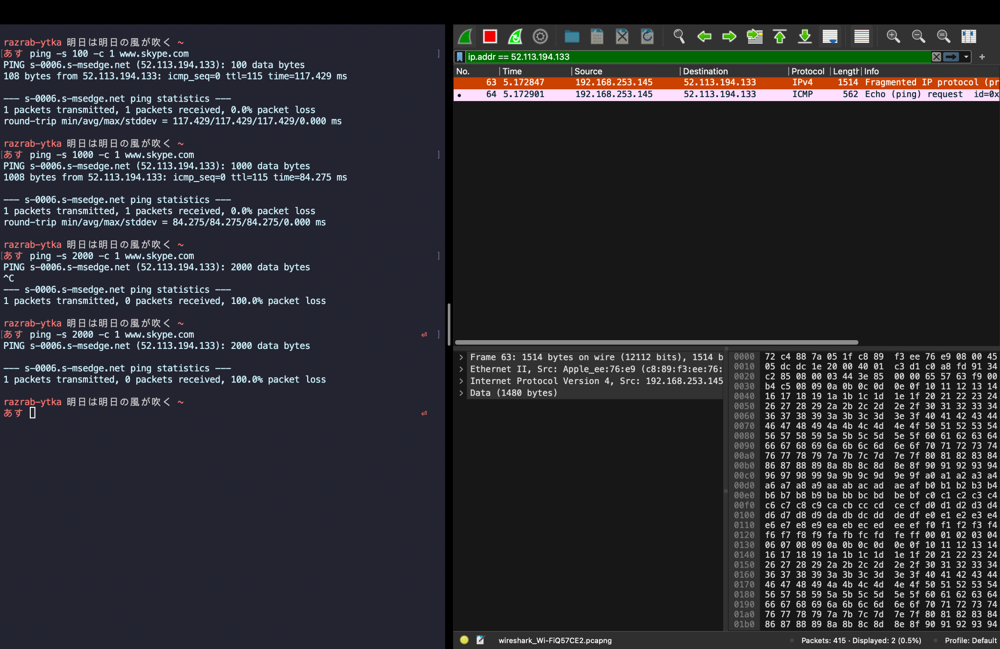 razrab-ytka 明日は明日の風が吹く ~
[あす ping -s 100 -c 1 www.skype.com ]
PING s-0006.s-msedge.net (52.113.194.133): 100 data bytes
108 bytes from 52.113.194.133: icmp_seq=0 ttl=115 time=117.429 ms
--- s-0006.s-msedge.net ping statistics ---
1 packets transmitted, 1 packets received, 0.0% packet loss
round-trip min/avg/max/stddev = 117.429/117.429/117.429/0.000 ms
razrab-ytka 明日は明日の風が吹く ~
[あす ping -s 1000 -c 1 www.skype.com ]
PING s-0006.s-msedge.net (52.113.194.133): 1000 data bytes
1008 bytes from 52.113.194.133: icmp_seq=0 ttl=115 time=84.275 ms
--- s-0006.s-msedge.net ping statistics ---
1 packets transmitted, 1 packets received, 0.0% packet loss
round-trip min/avg/max/stddev = 84.275/84.275/84.275/0.000 ms
razrab-ytka 明日は明日の風が吹く ~
[あす ping -s 2000 -c 1 www.skype.com ]
PING s-0006.s-msedge.net (52.113.194.133): 2000 data bytes
^C
--- s-0006.s-msedge.net ping statistics ---
1 packets transmitted, 0 packets received, 100.0% packet loss
razrab-ytka 明日は明日の風が吹く ~
[あす ping -s 2000 -c 1 www.skype.com ⏎ ]
PING s-0006.s-msedge.net (52.113.194.133): 2000 data bytes
--- s-0006.s-msedge.net ping statistics ---
1 packets transmitted, 0 packets received, 100.0% packet loss
razrab-ytka 明日は明日の風が吹く ~
あす ⏎
ip.addr == 52.113.194.133
No. Time Source Destination Protocol Length Info
63 5.172847 192.168.253.145 52.113.194.133 IPv4 1514 Fragmented IP protocol (pr
64 5.172901 192.168.253.145 52.113.194.133 ICMP 562 Echo (ping) request id=0x
> Frame 63: 1514 bytes on wire (12112 bits), 1514 b
> Ethernet II, Src: Apple_ee:76:e9 (c8:89:f3:ee:76:
> Internet Protocol Version 4, Src: 192.168.253.145
> Data (1480 bytes)
0000 72 c4 88 7a 05 1f c8 89 f3 ee 76 e9 08 00 45
0010 05 dc dc 1e 20 00 40 01 c3 d1 c0 a8 fd 91 34
0020 c2 85 08 00 03 44 3e 85 00 00 65 57 63 f9 00
0030 b4 c5 08 09 0a 0b 0c 0d 0e 0f 10 11 12 13 14
0040 16 17 18 19 1a 1b 1c 1d 1e 1f 20 21 22 23 24
0050 26 27 28 29 2a 2b 2c 2d 2e 2f 30 31 32 33 34
0060 36 37 38 39 3a 3b 3c 3d 3e 3f 40 41 42 43 44
0070 46 47 48 49 4a 4b 4c 4d 4e 4f 50 51 52 53 54
0080 56 57 58 59 5a 5b 5c 5d 5e 5f 60 61 62 63 64
0090 66 67 68 69 6a 6b 6c 6d 6e 6f 70 71 72 73 74
00a0 76 77 78 79 7a 7b 7c 7d 7e 7f 80 81 82 83 84
00b0 86 87 88 89 8a 8b 8c 8d 8e 8f 90 91 92 93 94
00c0 96 97 98 99 9a 9b 9c 9d 9e 9f a0 a1 a2 a3 a4
00d0 a6 a7 a8 a9 aa ab ac ad ae af b0 b1 b2 b3 b4
00e0 b6 b7 b8 b9 ba bb bc bd be bf c0 c1 c2 c3 c4
00f0 c6 c7 c8 c9 ca cb cc cd ce cf d0 d1 d2 d3 d4
0100 d6 d7 d8 d9 da db dc dd de df e0 e1 e2 e3 e4
0110 e6 e7 e8 e9 ea eb ec ed ee ef f0 f1 f2 f3 f4
0120 f6 f7 f8 f9 fa fb fc fd fe ff 00 01 02 03 04
0130 06 07 08 09 0a 0b 0c 0d 0e 0f 10 11 12 13 14
0140 16 17 18 19 1a 1b 1c 1d 1e 1f 20 21 22 23 24
0150 26 27 28 29 2a 2b 2c 2d 2e 2f 30 31 32 33 34
0160 36 37 38 39 3a 3b 3c 3d 3e 3f 40 41 42 43 44
0170 46 47 48 49 4a 4b 4c 4d 4e 4f 50 51 52 53 54
0180 56 57 58 59 5a 5b 5c 5d 5e 5f 60 61 62 63 64
0190 66 67 68 69 6a 6b 6c 6d 6e 6f 70 71 72 73 74
01a0 76 77 78 79 7a 7b 7c 7d 7e 7f 80 81 82 83 84
01b0 86 87 88 89 8a 8b 8c 8d 8e 8f 90 91 92 93 94
wireshark_Wi-FiQ57CE2.pcapng Packets: 415 · Displayed: 2 (0.5%) Profile: Default